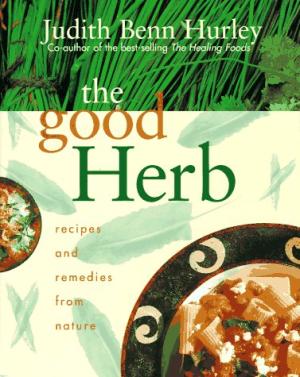 Judith Benn Hurley
Co-author of the best-selling The Healing Foods
the
good
Herb
recipes
and
remedies
from
nature